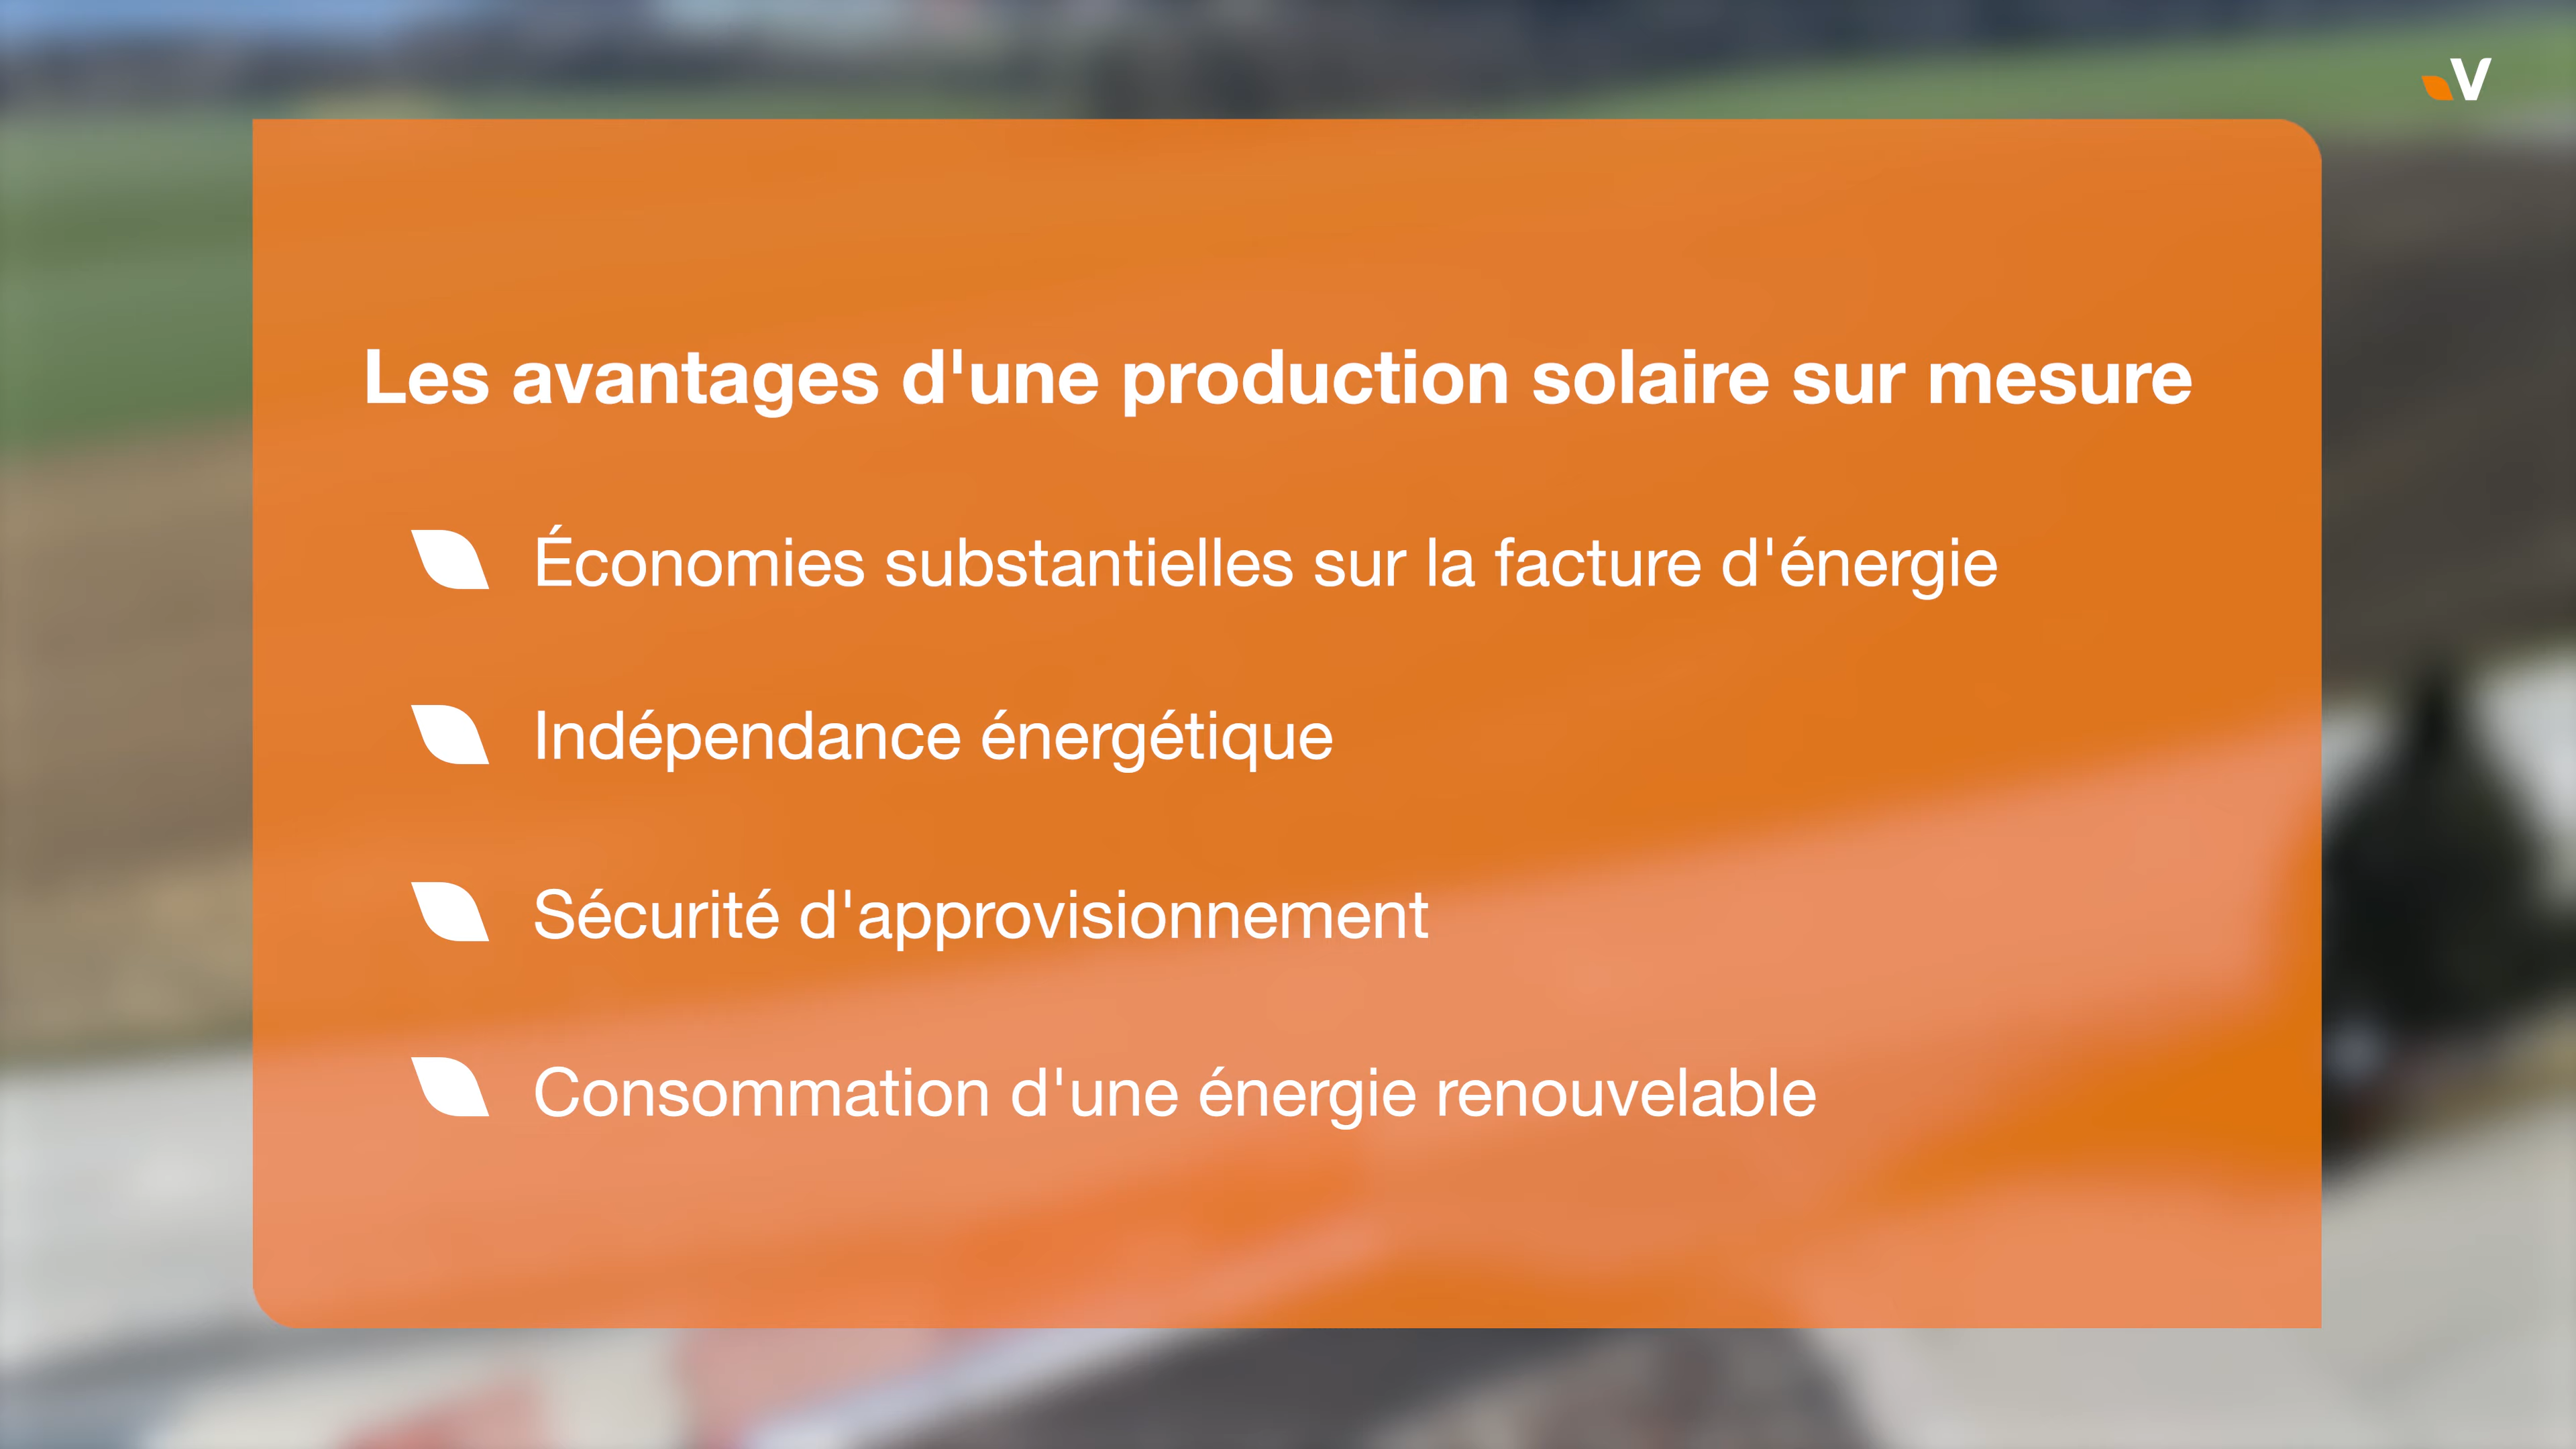 V
Les avantages d'une production solaire sur mesure
Économies substantielles sur la facture d'énergie
Indépendance énergétique
Sécurité d'approvisionnement
Consommation d'une énergie renouvelable